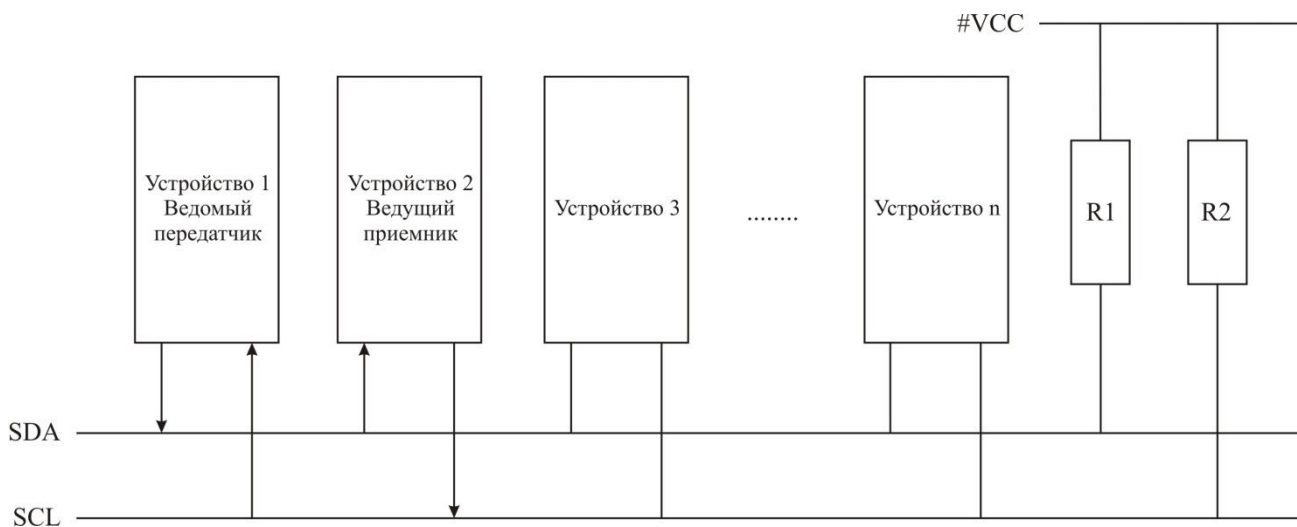 #VCC
Устройство 1
Ведомый
передатчик
Устройство 2
Ведущий
приемник
Устройство 3
........
Устройство n
R1
R2
SDA
SCL